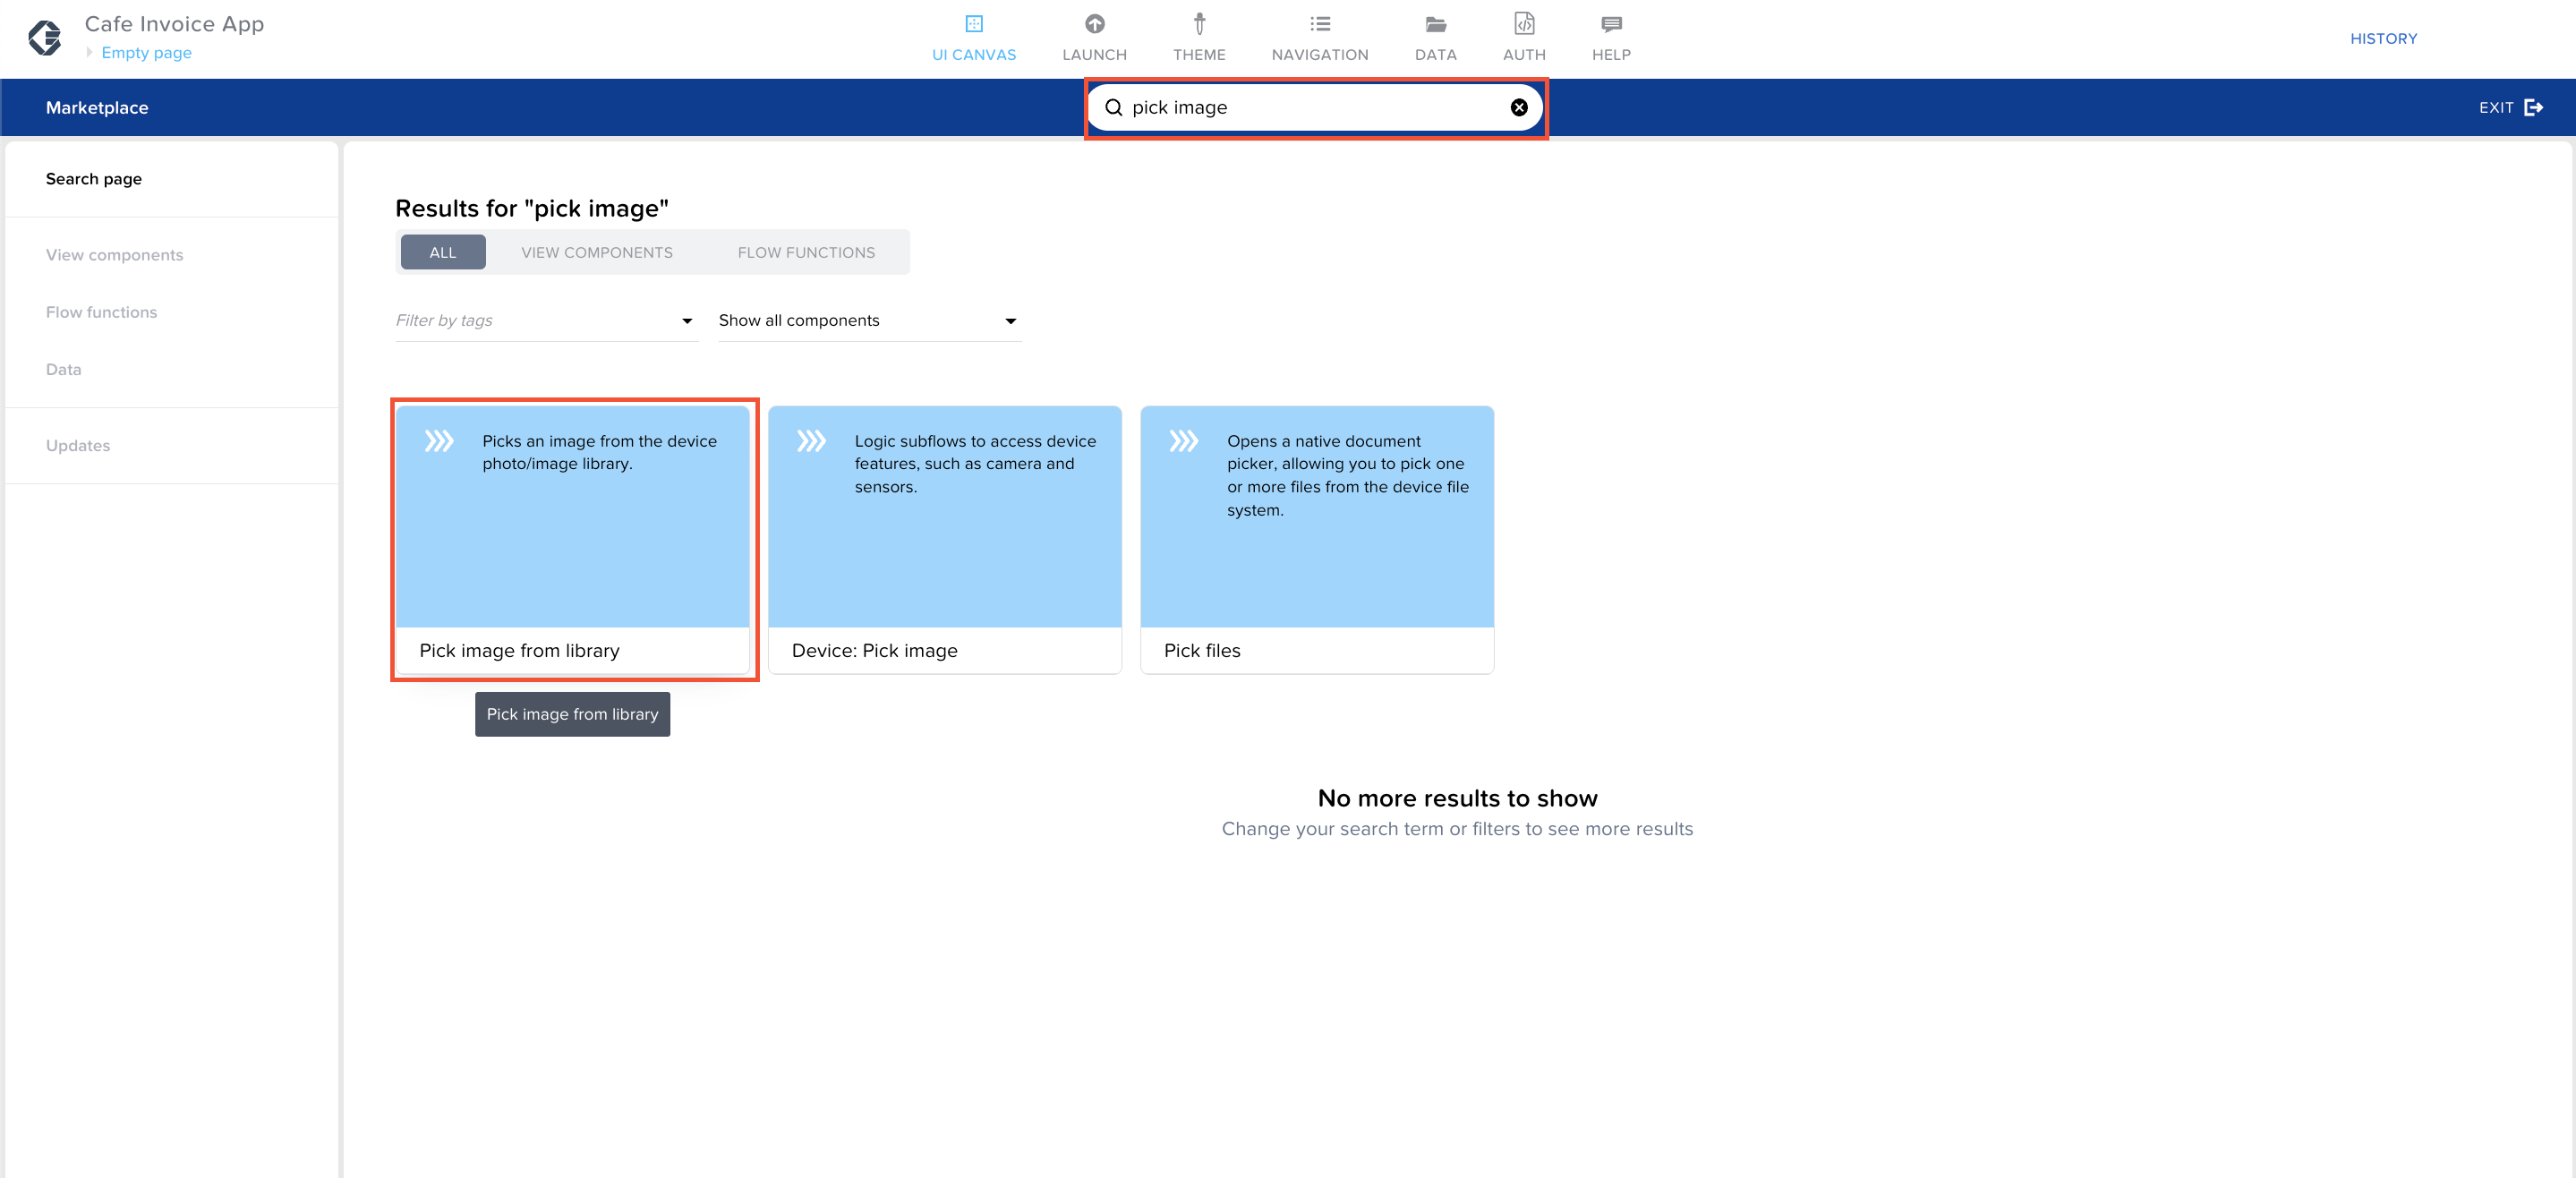 Cafe Invoice App
Empty page
UI CANVAS
LAUNCH
THEME
NAVIGATION
DATA
AUTH
HELP
HISTORY
Marketplace
pick image
EXIT
Search page
View components
Flow functions
Data
Updates
Results for "pick image"
ALL
VIEW COMPONENTS
FLOW FUNCTIONS
Filter by tags
Show all components
Picks an image from the device
photo/image library.
Pick image from library
Logic subflows to access device
features, such as camera and
sensors.
Device: Pick image
Opens a native document
picker, allowing you to pick one
or more files from the device file
system.
Pick files
Pick image from library
No more results to show
Change your search term or filters to see more results